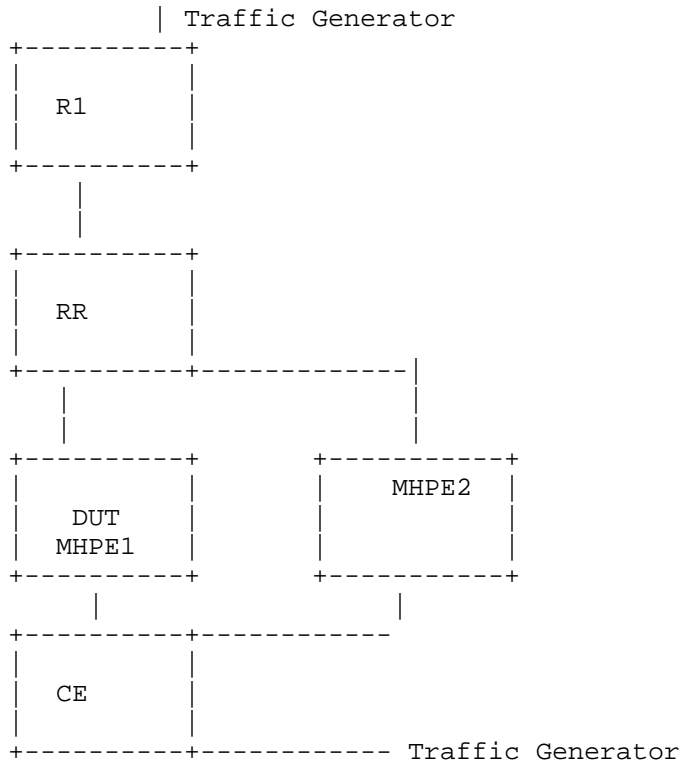 Traffic Generator
R1
RR
MHPE2
DUT
MHPE1
CE
Traffic Generator